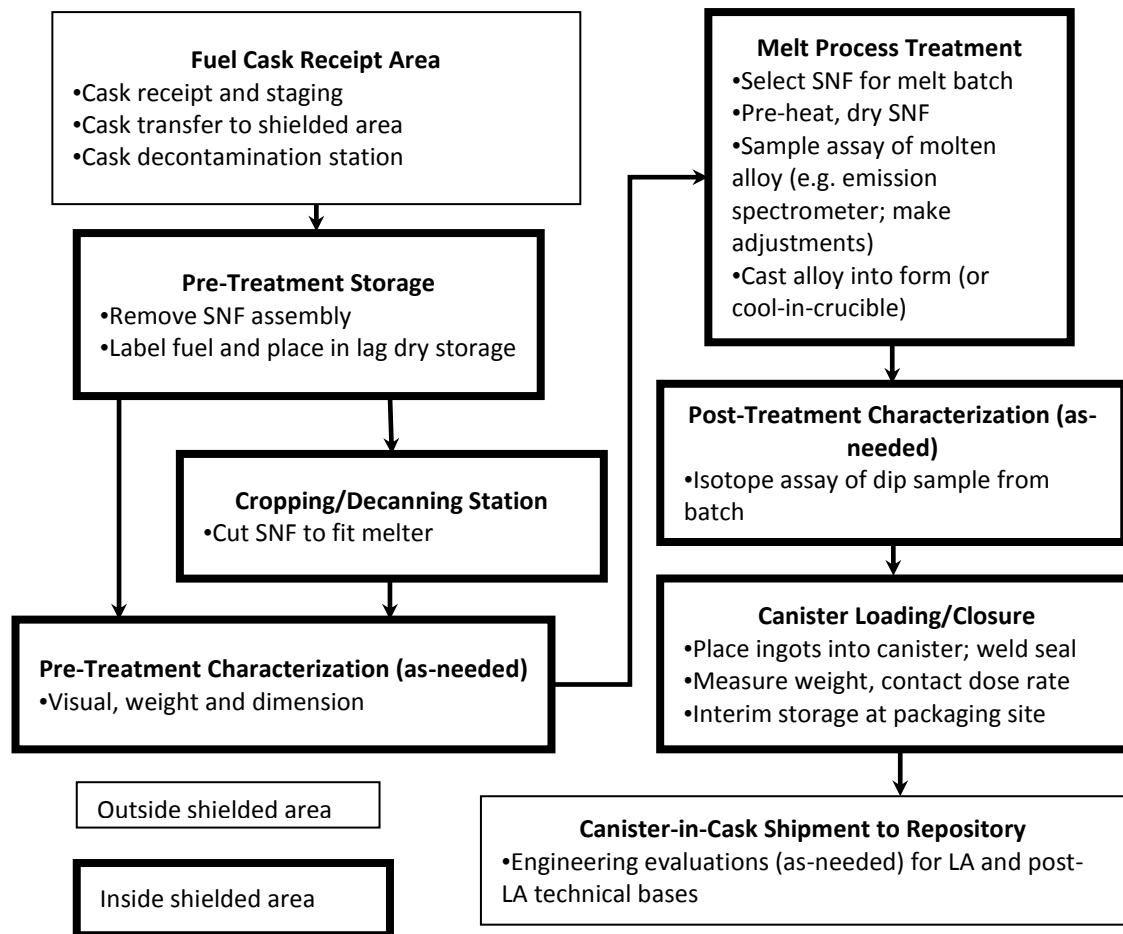 Fuel Cask Receipt Area
•Cask receipt and staging
•Cask transfer to shielded area
•Cask decontamination station
Pre-Treatment Storage
•Remove SNF assembly
•Label fuel and place in lag dry storage
Cropping/Decanning Station
•Cut SNF to fit melter
Pre-Treatment Characterization (as-needed)
•Visual, weight and dimension
Outside shielded area
Inside shielded area
Melt Process Treatment
•Select SNF for melt batch
•Pre-heat, dry SNF
•Sample assay of molten
alloy (e.g. emission
spectrometer; make
adjustments)
•Cast alloy into form (or
cool-in-crucible)
Post-Treatment Characterization (as-
needed)
•Isotope assay of dip sample from
batch
Canister Loading/Closure
•Place ingots into canister; weld seal
•Measure weight, contact dose rate
•Interim storage at packaging site
Canister-in-Cask Shipment to Repository
•Engineering evaluations (as-needed) for LA and post-
LA technical bases